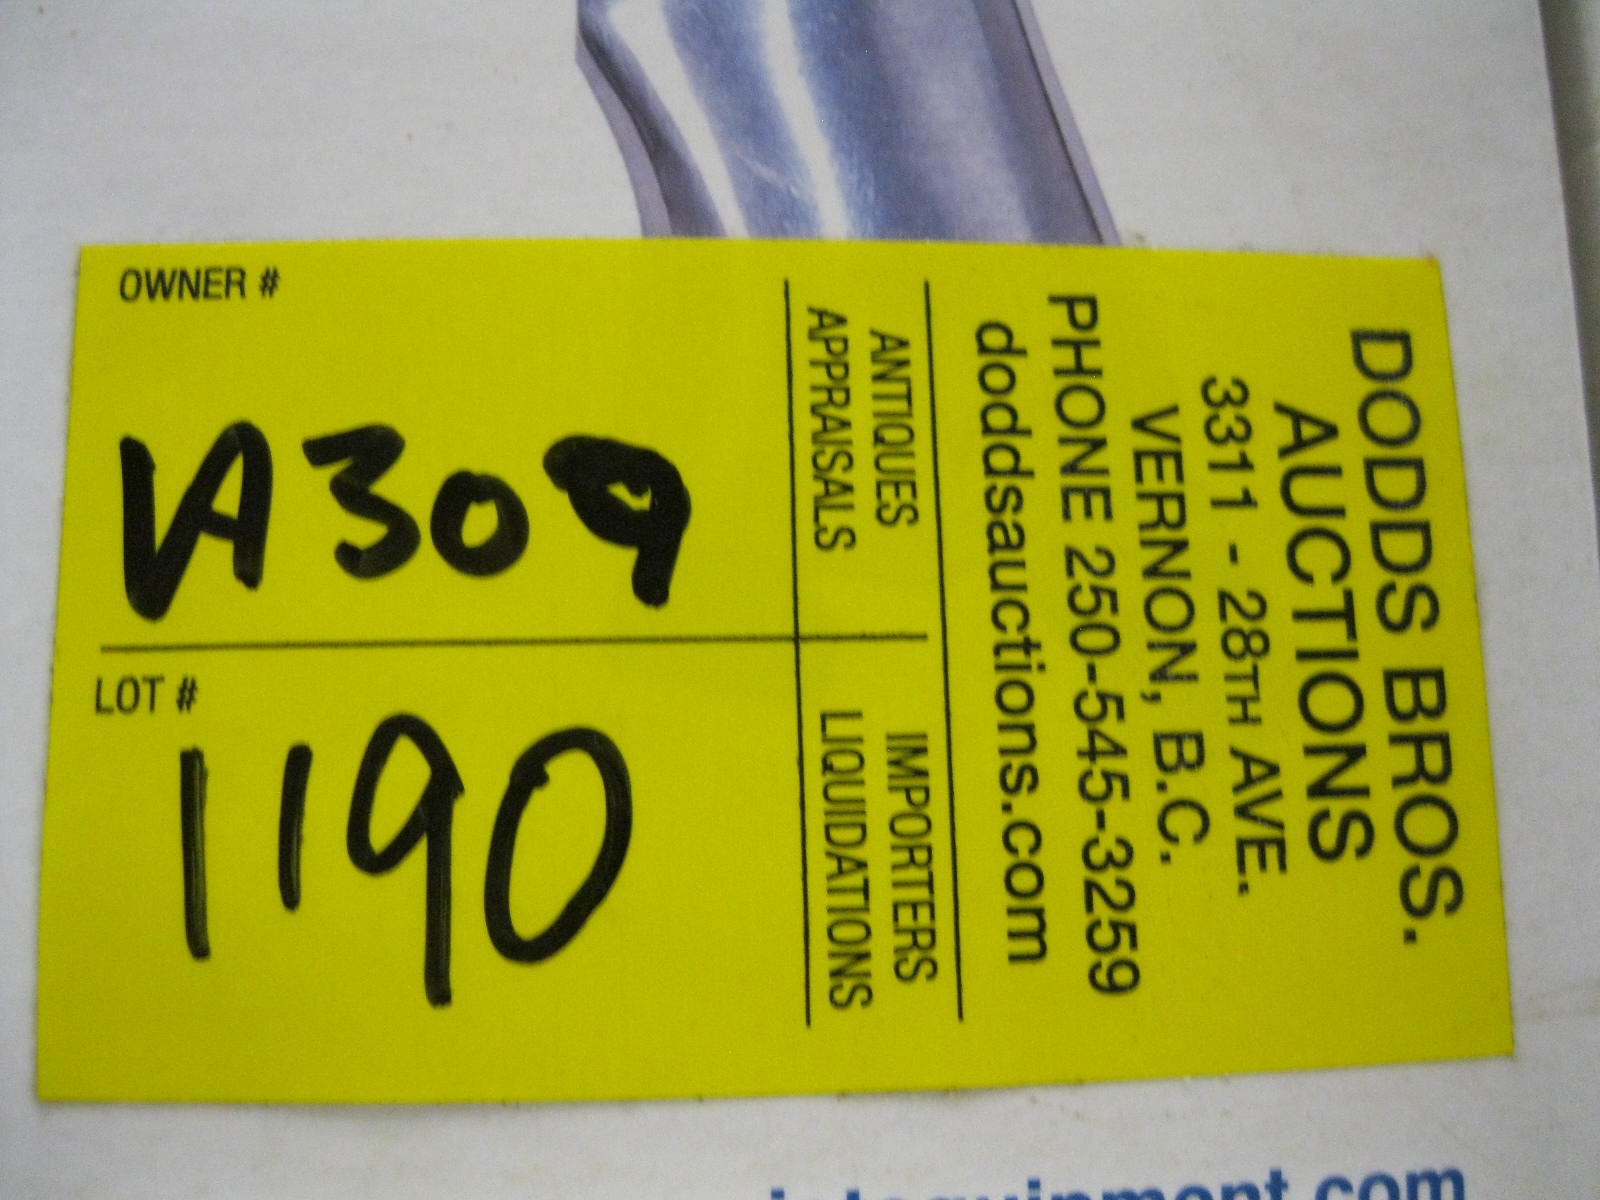 OWNER #
VA309
LOT #
1190
ANTIQUES
APPRAISALS
IMPORTERS
LIQUIDATIONS
DODDS BROS.
AUCTIONS
3311 - 28TH AVE.
VERNON, B.C.
PHONE 250-545-3259
doddsauctions.com